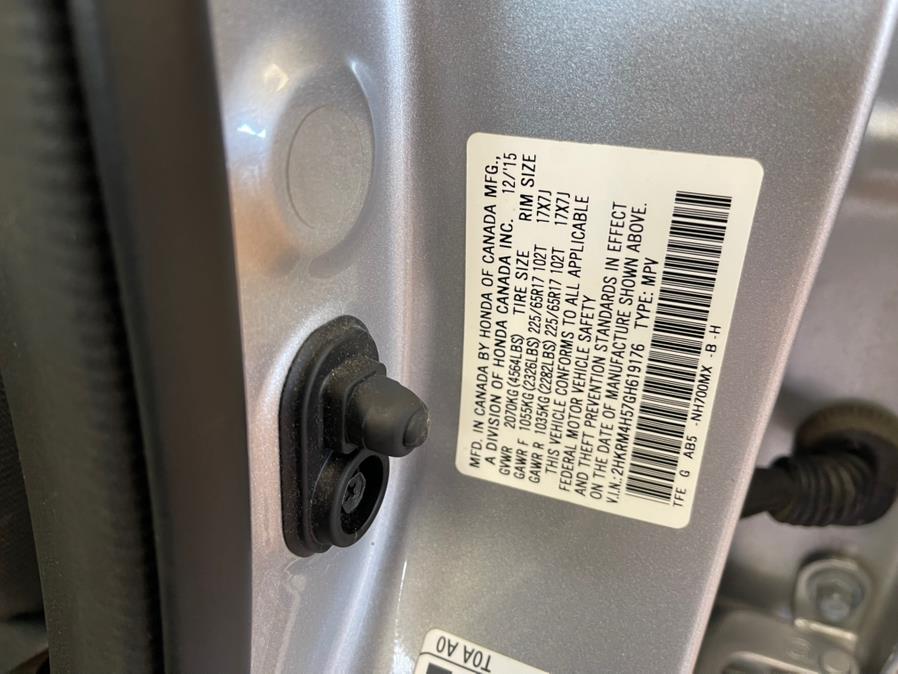 MFD. IN CANADA BY HONDA OF CANADA MFG.,
A DIVISION OF HONDA CANADA INC. 12/'15
GVWR 2070KG (4564LBS) TIRE SIZE RIM SIZE
GAWR F 1055KG (2326LBS) 225/65R17 102T 17X7J
GAWR R 1035KG (2282LBS) 225/65R17 102T 17X7J
THIS VEHICLE CONFORMS TO ALL APPLICABLE
FEDERAL MOTOR VEHICLE SAFETY
AND THEFT PREVENTION STANDARDS IN EFFECT
ON THE DATE OF MANUFACTURE SHOWN ABOVE.
V.I.N.: 2HKRM4H57GH619176 TYPE: MPV
TFE G AB5 -NH700MX -B-H
TOA A0